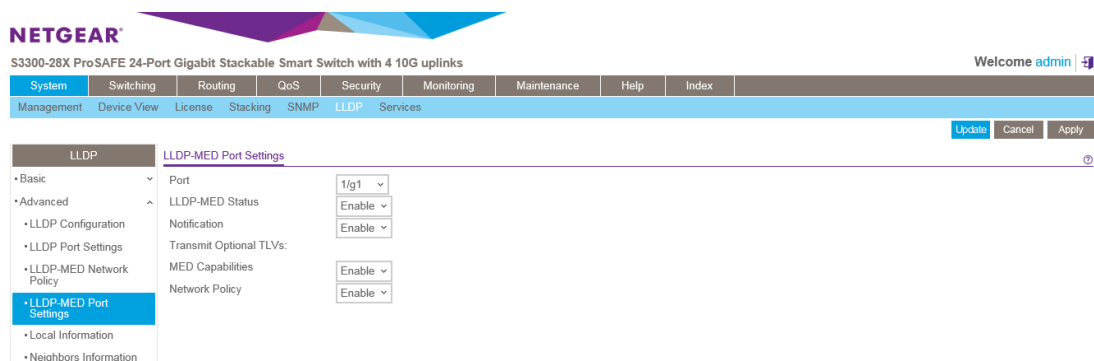 NETGEAR®
S3300-28X ProSAFE 24-Port Gigabit Stackable Smart Switch with 4 10G uplinks
Welcome admin
System Switching Routing QoS Security Monitoring Maintenance Help Index
Management Device View License Stacking SNMP LLDP Services
Update Cancel Apply
LLDP
• Basic
• Advanced
• LLDP Configuration
• LLDP Port Settings
• LLDP-MED Network
Policy
• LLDP-MED Port
Settings
• Local Information
• Neighbors Information
LLDP-MED Port Settings
?
Port 1/g1
LLDP-MED Status Enable
Notification Enable
Transmit Optional TLVs:
MED Capabilities Enable
Network Policy Enable